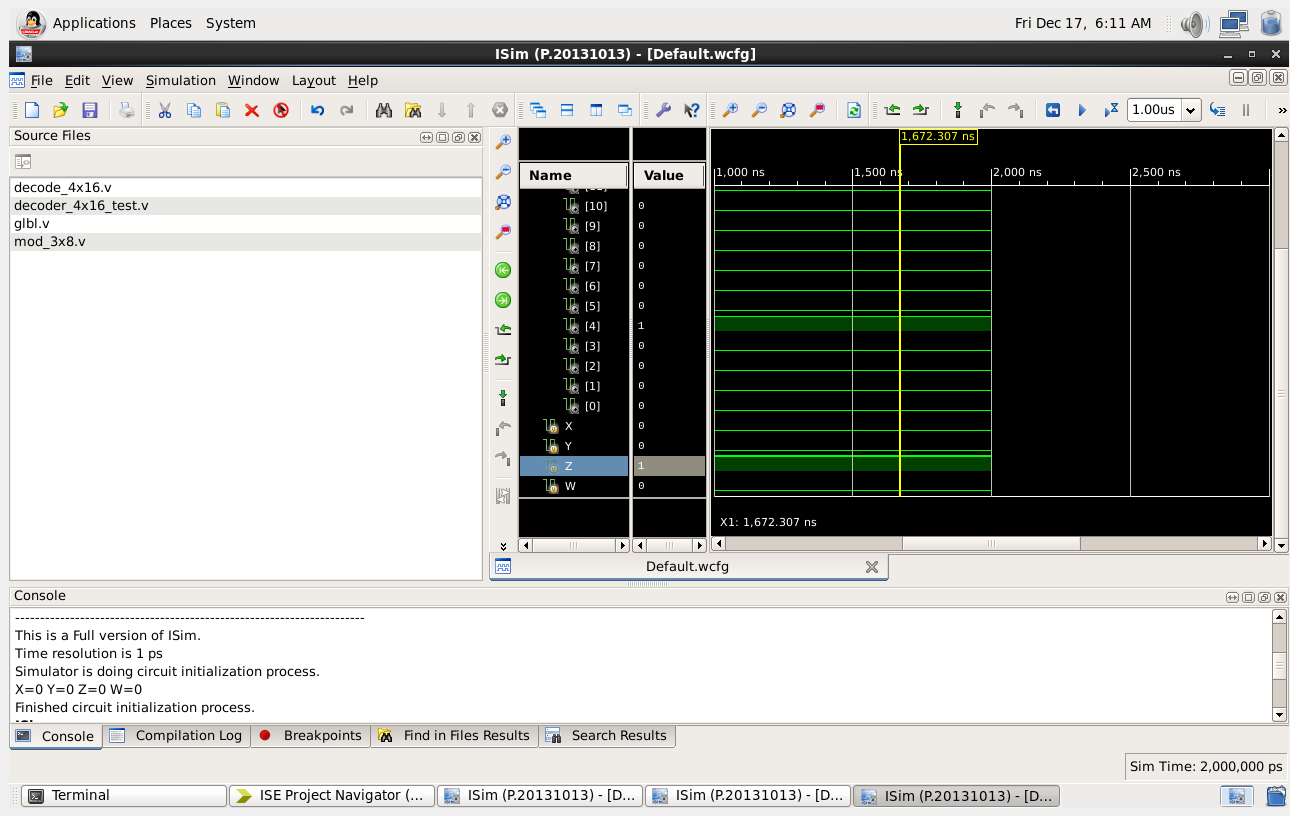 Applications Places System
Fri Dec 17, 6:11 AM
ISim (P.20131013) - [Default.wcfg]
File Edit View Simulation Window Layout Help
1.00us
»
Source Files
decode_4x16.v
decoder_4x16_test.v
glbl.v
mod_3x8.v
Name Value
[10] 0
[9] 0
[8] 0
[7] 0
[6] 0
[5] 0
[4] 1
[3] 0
[2] 0
[1] 0
[0] 0
X 0
Y 0
Z 1
W 0
1,672.307 ns
1,000 ns 1,500 ns 2,000 ns 2,500 ns
X1: 1,672.307 ns
Default.wcfg
Console
----------------------------------------------------------------------
This is a Full version of ISim.
Time resolution is 1 ps
Simulator is doing circuit initialization process.
X=0 Y=0 Z=0 W=0
Finished circuit initialization process.
Console Compilation Log Breakpoints Find in Files Results Search Results
Sim Time: 2,000,000 ps
Terminal ISE Project Navigator (... ISim (P.20131013) - [D... ISim (P.20131013) - [D... ISim (P.20131013) - [D...